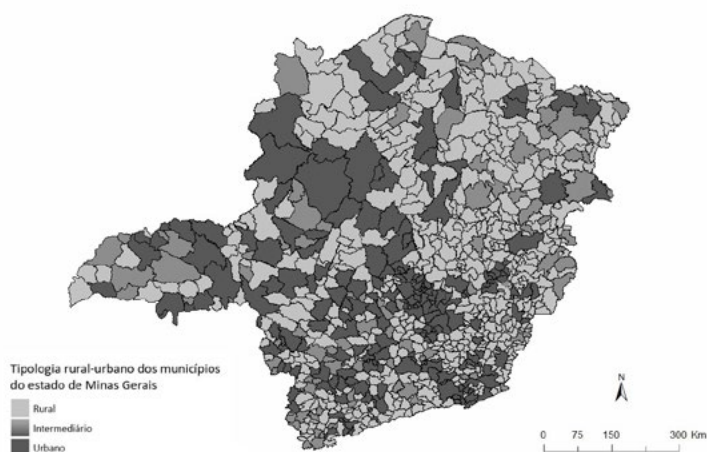 Tipologia rural-urbano dos municípios
do estado de Minas Gerais
Rural
Intermediário
Urbano
N
0 75 150 300 Km